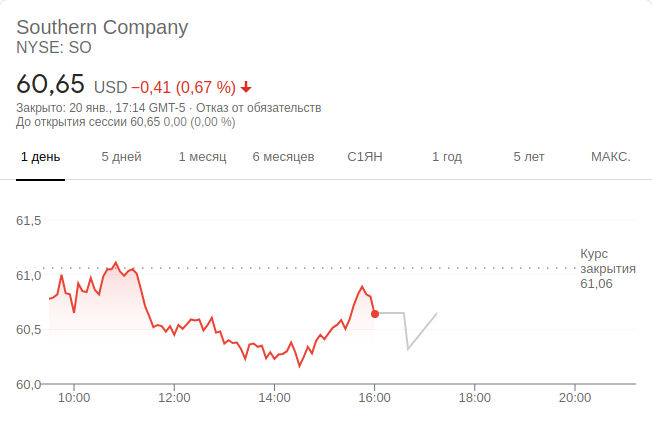 Southern Company
NYSE: SO
60,65 USD −0,41 (0,67 %)
Закрыто: 20 янв., 17:14 GMT-5 · Отказ от обязательств
До открытия сессии 60,65 0,00 (0,00 %)
1 день 5 дней 1 месяц 6 месяцев С1ЯН 1 год 5 лет МАКС.
61,5
Курс
61,0 закрытия
61,06
60,5
60,0
10:00 12:00 14:00 16:00 18:00 20:00